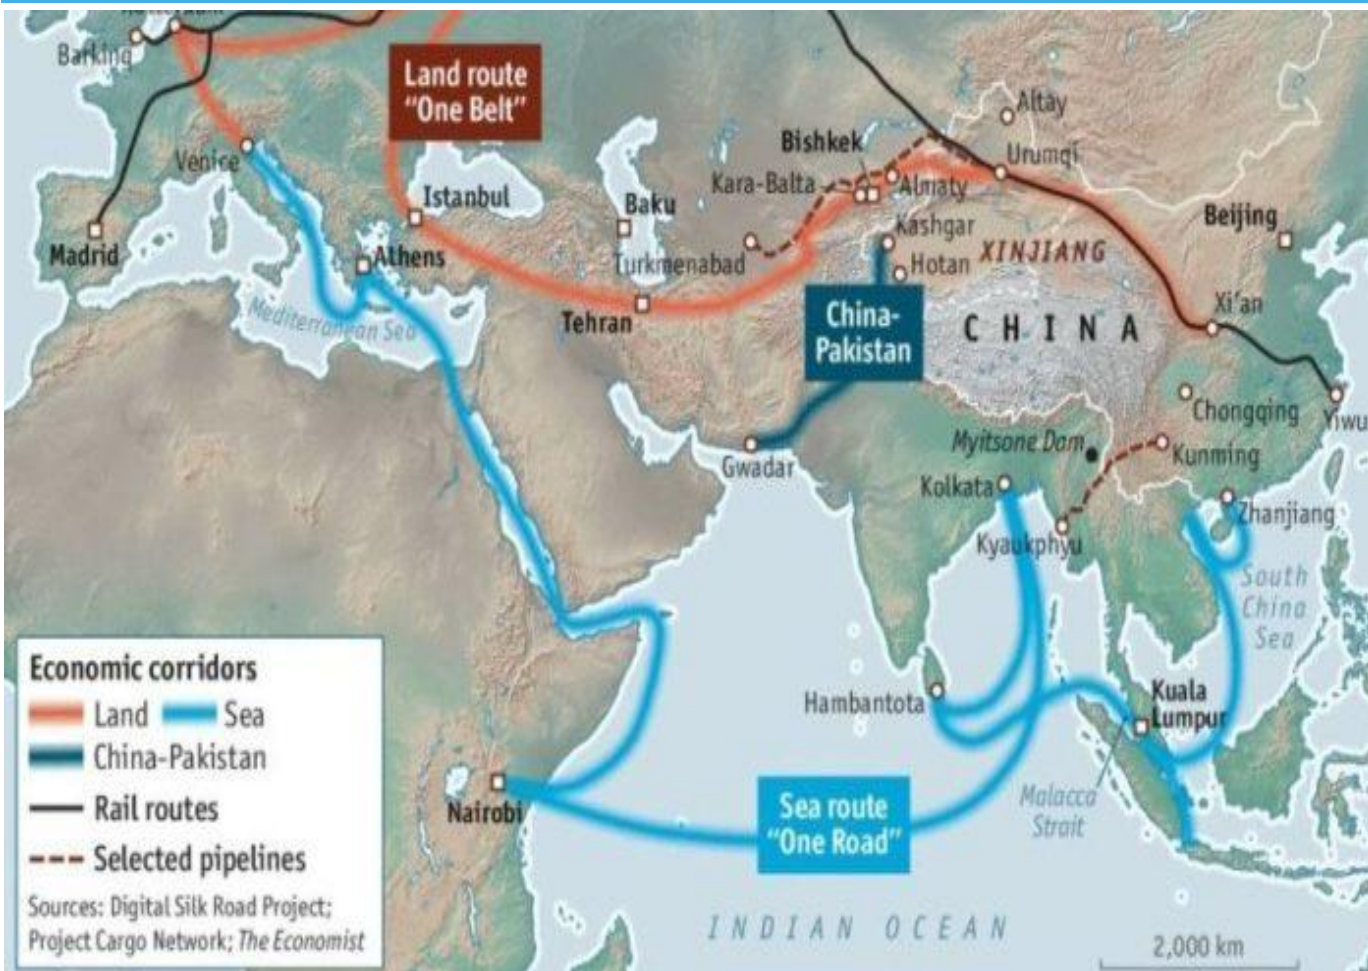 Barking
Land route
"One Belt"
Altay
Bishkek
Urumqi
Venice
Kara-Balta
Almaty
Istanbul
Baku
Kashgar
Beijing
Madrid
Athens
Turkmenabad
Hotan
XINJIANG
Mediterranean Sea
Tehran
China-
Pakistan
CHINA
Xi'an
Chongqing
Yiwu
Gwadar
Myitsone Dam
Kunming
Kolkata
Zhanjiang
Kyaukphyu
South
China
Sea
Economic corridors
Land Sea
China-Pakistan
Rail routes
Selected pipelines
Sources: Digital Silk Road Project;
Project Cargo Network; The Economist
Hambantota
Kuala
Lumpur
Nairobi
Sea route
"One Road"
Malacca
Strait
INDIAN OCEAN
2,000 km